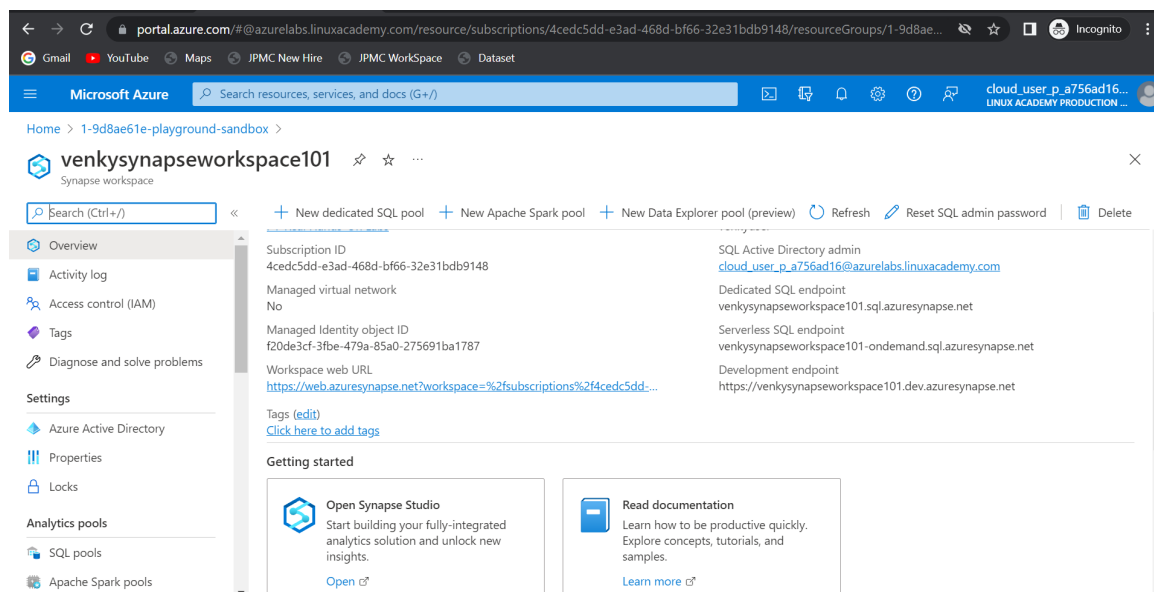 portal.azure.com/#@azurelabs.linuxacademy.com/resource/subscriptions/4cedc5dd-e3ad-468d-bf66-32e31bdb9148/resourceGroups/1-9d8ae... Incognito
Gmail YouTube Maps JPMC New Hire JPMC WorkSpace Dataset
Microsoft Azure Search resources, services, and docs (G+/) cloud_user_p_a756ad16...
LINUX ACADEMY PRODUCTION ...
Home > 1-9d8ae61e-playground-sandbox >
venkysynapseworkspace101 ...
Synapse workspace
Search (Ctrl+/) « + New dedicated SQL pool + New Apache Spark pool + New Data Explorer pool (preview) Refresh Reset SQL admin password Delete
Overview
Activity log
Access control (IAM)
Tags
Diagnose and solve problems
Settings
Azure Active Directory
Properties
Locks
Analytics pools
SQL pools
Apache Spark pools
Subscription ID
4cedc5dd-e3ad-468d-bf66-32e31bdb9148
Managed virtual network
No
Managed Identity object ID
f20de3cf-3fbe-479a-85a0-275691ba1787
Workspace web URL
https://web.azuresynapse.net?workspace=%2fsubscriptions%2f4cedc5dd-...
Tags (edit)
Click here to add tags
SQL Active Directory admin
cloud_user_p_a756ad16@azurelabs.linuxacademy.com
Dedicated SQL endpoint
venkysynapseworkspace101.sql.azuresynapse.net
Serverless SQL endpoint
venkysynapseworkspace101-ondemand.sql.azuresynapse.net
Development endpoint
https://venkysynapseworkspace101.dev.azuresynapse.net
Getting started
Open Synapse Studio
Start building your fully-integrated
analytics solution and unlock new
insights.
Open
Read documentation
Learn how to be productive quickly.
Explore concepts, tutorials, and
samples.
Learn more